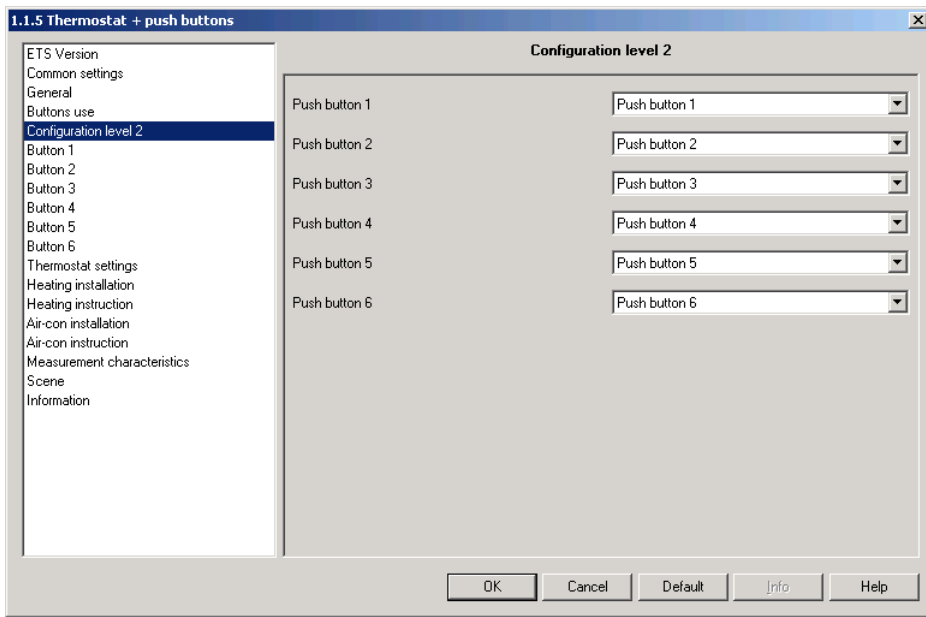 1.1.5 Thermostat + push buttons
ETS Version
Common settings
General
Buttons use
Configuration level 2
Button 1
Button 2
Button 3
Button 4
Button 5
Button 6
Thermostat settings
Heating installation
Heating instruction
Air-con installation
Air-con instruction
Measurement characteristics
Scene
Information
Configuration level 2
Push button 1 Push button 1
Push button 2 Push button 2
Push button 3 Push button 3
Push button 4 Push button 4
Push button 5 Push button 5
Push button 6 Push button 6
OK Cancel Default Info Help